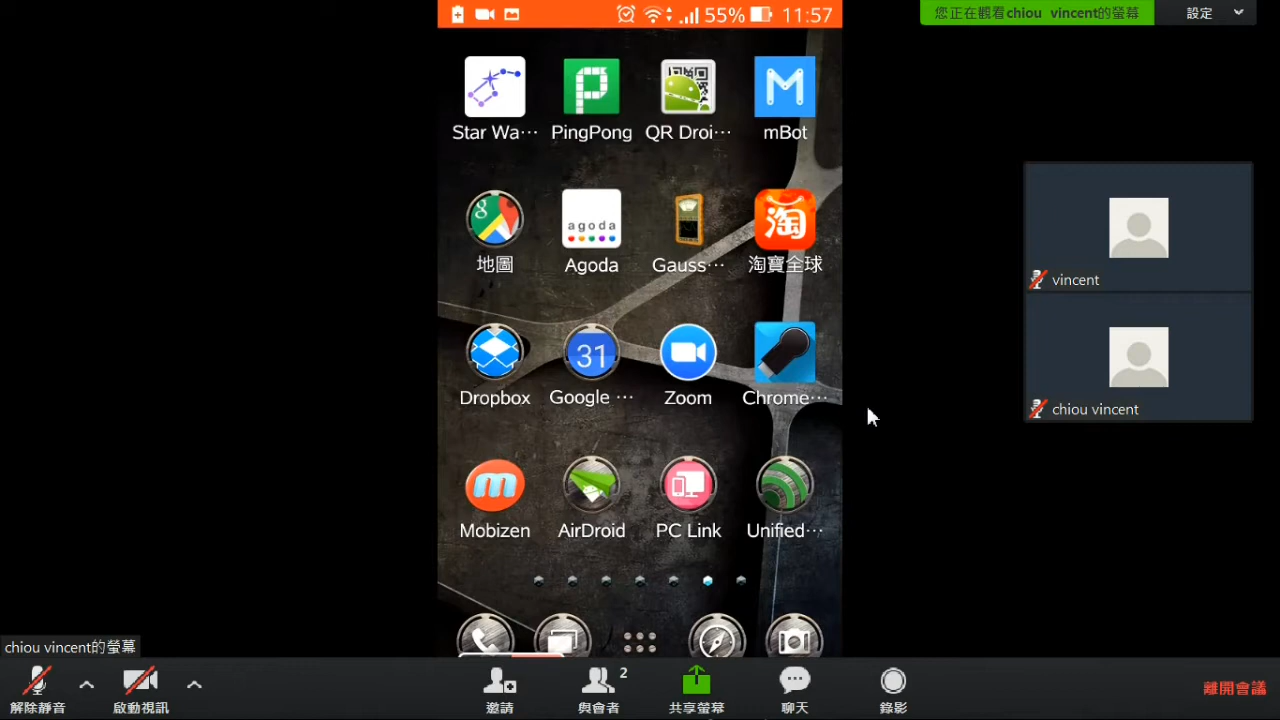 55% 11:57
您正在觀看chiou vincent的螢幕 設定
Star Wa··· PingPong QR Droi··· mBot
agoda
淘
地圖 Agoda Gauss··· 淘寶全球
31
Dropbox Google ··· Zoom Chrome···
Mobizen AirDroid PC Link Unified···
vincent
chiou vincent
chiou vincent的螢幕
2
解除靜音 啟動視訊 邀請 與會者 共享螢幕 聊天 錄影 離開會議